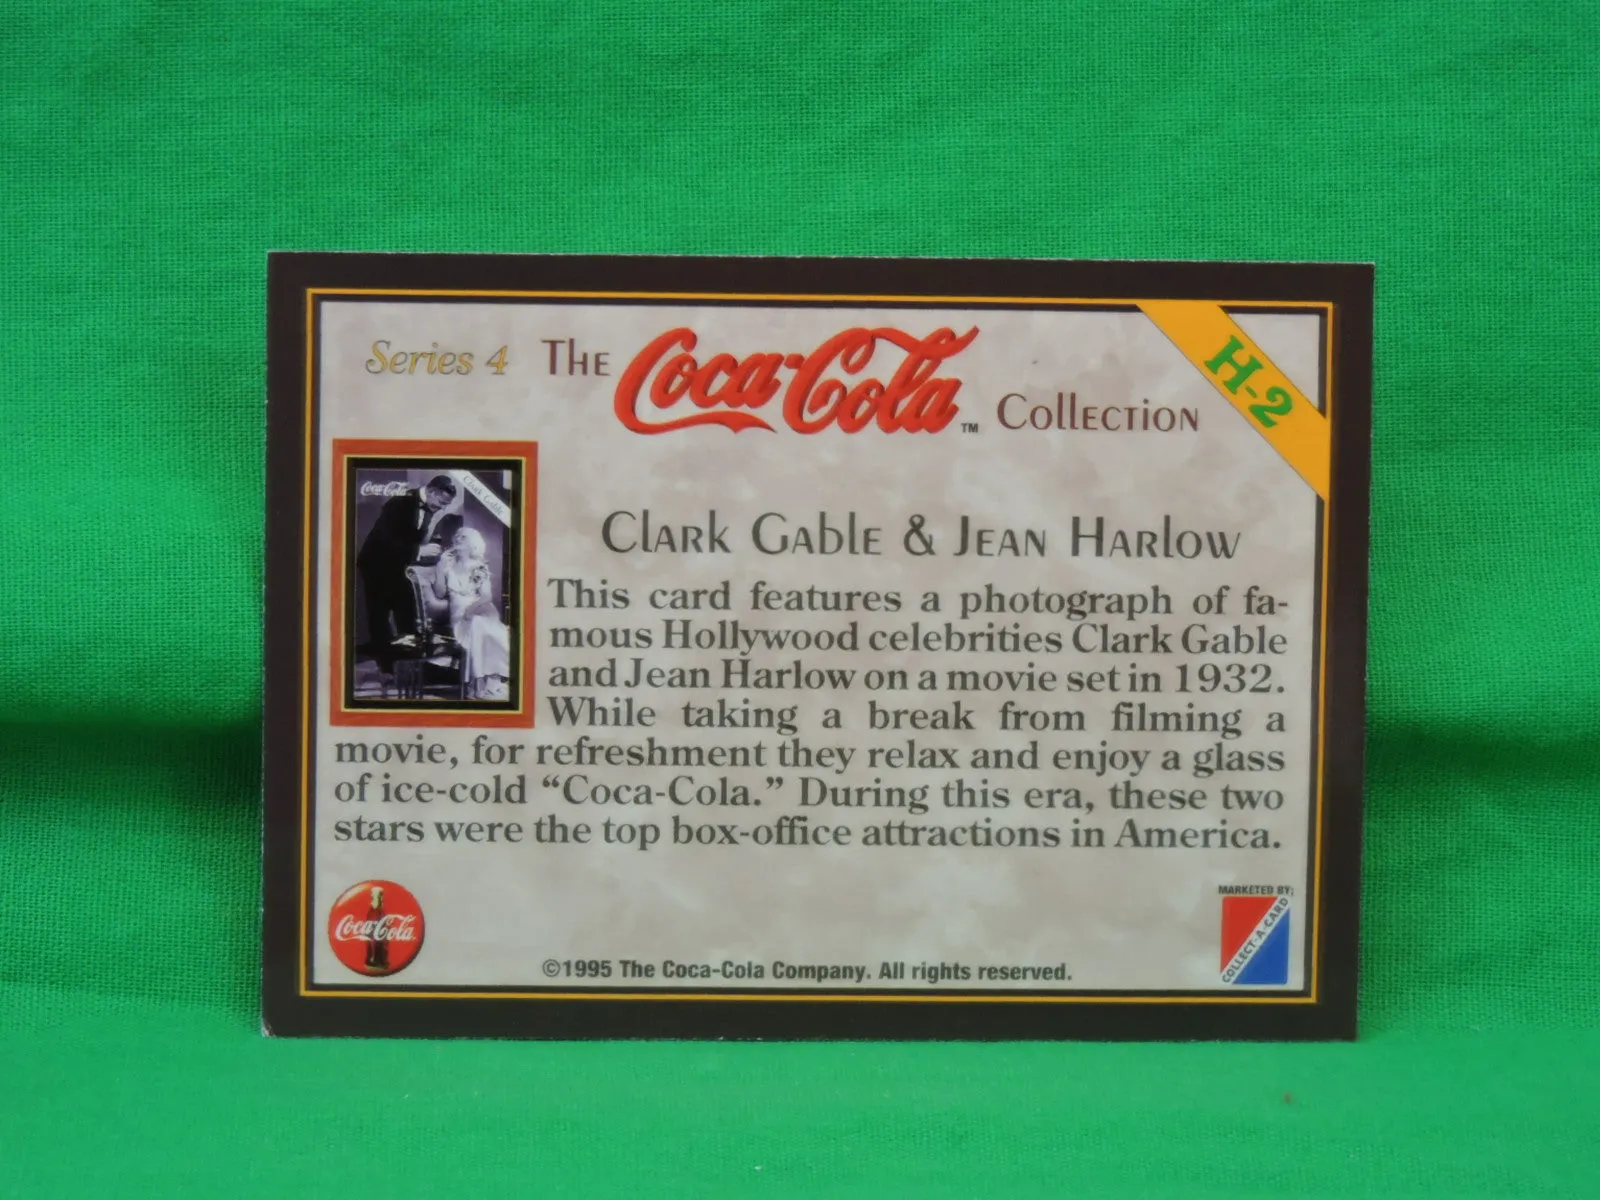 Series 4 The Coca-Cola™ Collection
H-2
Coca-Cola
Clark Gable
Clark Gable & Jean Harlow
This card features a photograph of fa-
mous Hollywood celebrities Clark Gable
and Jean Harlow on a movie set in 1932.
While taking a break from filming a
movie, for refreshment they relax and enjoy a glass
of ice-cold “Coca-Cola.” During this era, these two
stars were the top box-office attractions in America.
Coca-Cola
©1995 The Coca-Cola Company. All rights reserved.
MARKETED BY;
COLLECT-A-CARD